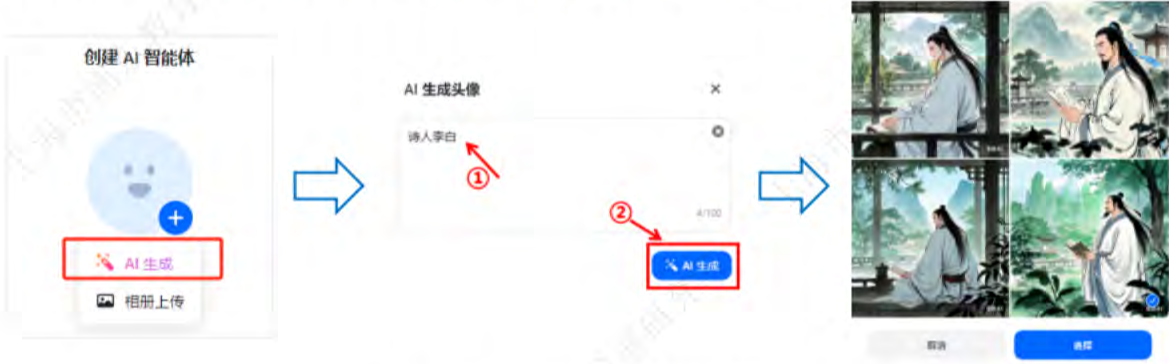 创建 AI 智能体
AI 生成
相册上传
AI 生成头像
×
诗人李白
①
4/100
②
AI 生成
取消
选择